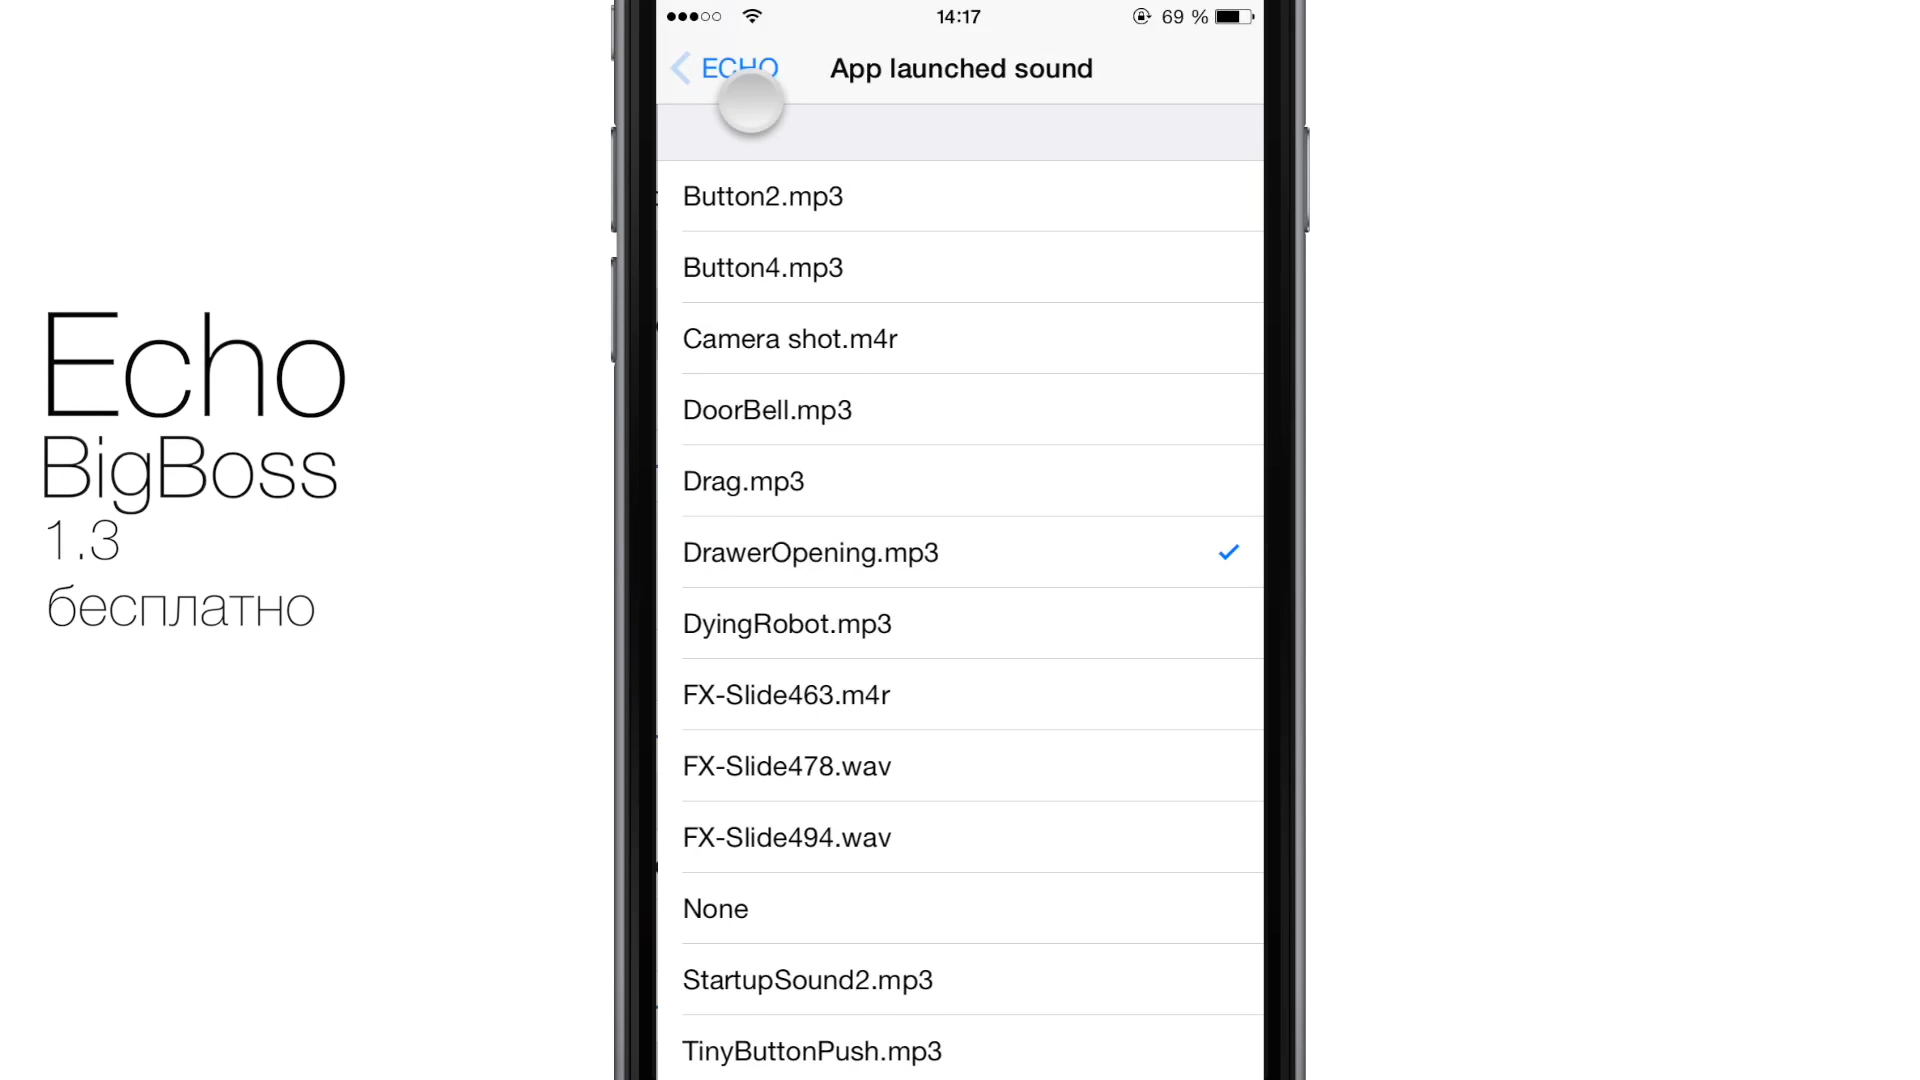 14:17
69 %
ECHO
App launched sound
Button2.mp3
Button4.mp3
Camera shot.m4r
DoorBell.mp3
Drag.mp3
DrawerOpening.mp3
DyingRobot.mp3
FX-Slide463.m4r
FX-Slide478.wav
FX-Slide494.wav
None
StartupSound2.mp3
TinyButtonPush.mp3
Echo
BigBoss
1.3
бесплатно